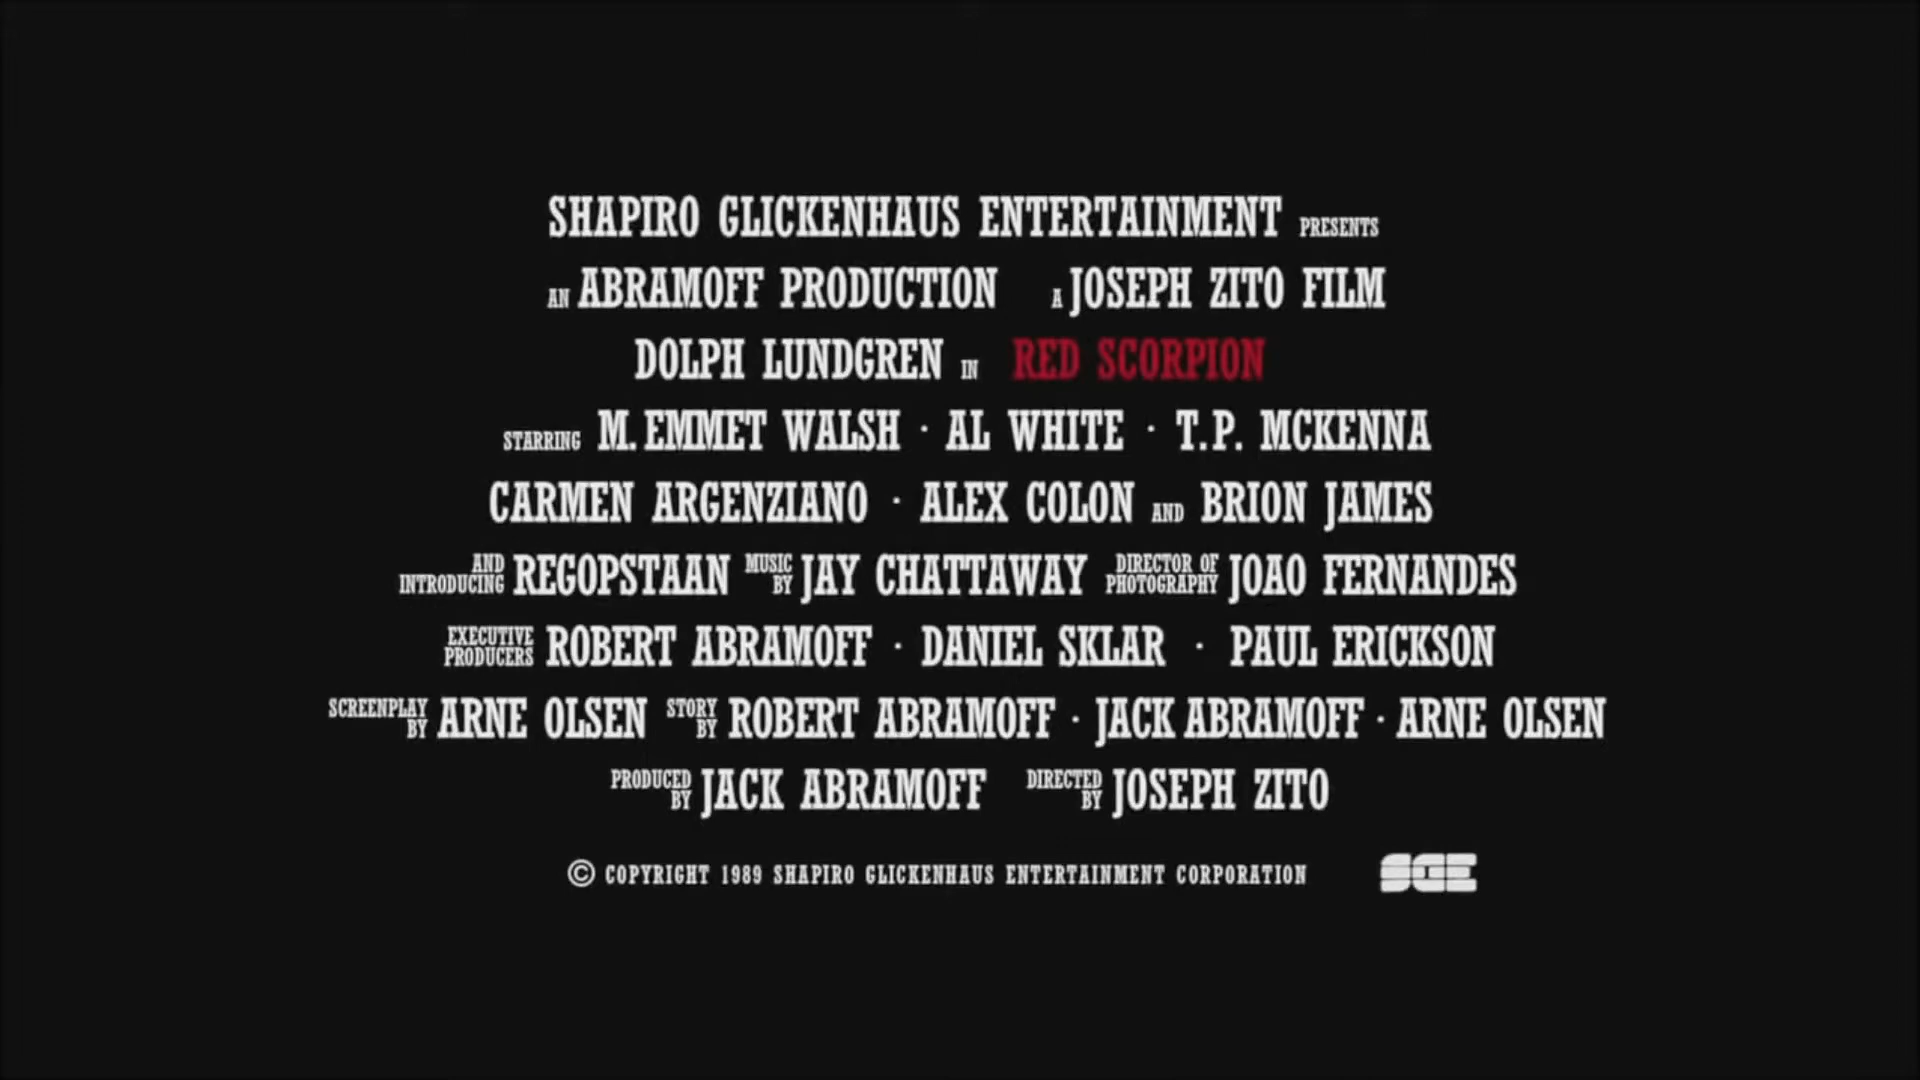 SHAPIRO GLICKENHAUS ENTERTAINMENT PRESENTS
AN ABRAMOFF PRODUCTION A JOSEPH ZITO FILM
DOLPH LUNDGREN IN RED SCORPION
STARRING M. EMMET WALSH · AL WHITE · T.P. MCKENNA
CARMEN ARGENZIANO · ALEX COLON AND BRION JAMES
AND INTRODUCING REGOPSTAAN MUSIC BY JAY CHATTAWAY DIRECTOR OF PHOTOGRAPHY JOAO FERNANDES
EXECUTIVE PRODUCERS ROBERT ABRAMOFF · DANIEL SKLAR · PAUL ERICKSON
SCREENPLAY BY ARNE OLSEN STORY BY ROBERT ABRAMOFF · JACK ABRAMOFF · ARNE OLSEN
PRODUCED BY JACK ABRAMOFF DIRECTED BY JOSEPH ZITO
© COPYRIGHT 1989 SHAPIRO GLICKENHAUS ENTERTAINMENT CORPORATION SGE